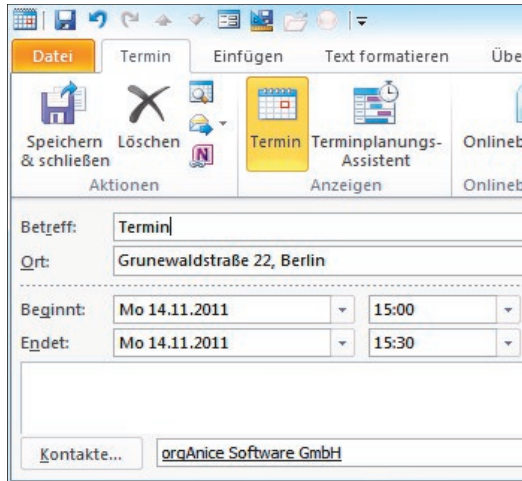 Datei Termin Einfügen Text formatieren Übe
Speichern & schließen
Löschen
Termin
Terminplanungs-Assistent
Onlineb
Aktionen Anzeigen Onlineb
Betreff: Termin
Ort: Grunewaldstraße 22, Berlin
Beginnt: Mo 14.11.2011 15:00
Endet: Mo 14.11.2011 15:30
Kontakte... orgAnice Software GmbH